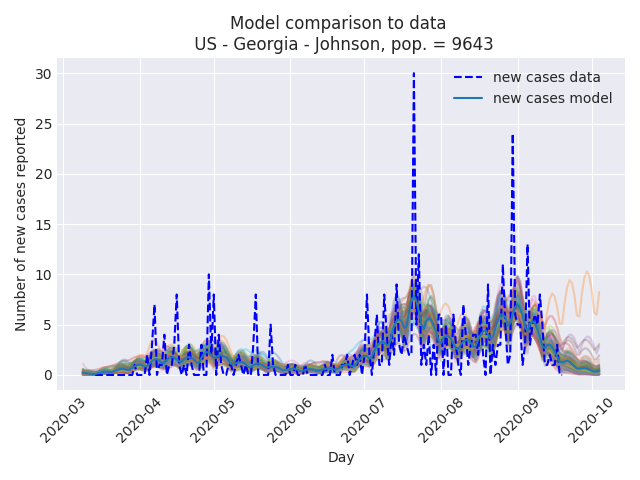 Model comparison to data
US - Georgia - Johnson, pop. = 9643
new cases data
new cases model
Number of new cases reported
30
25
20
15
10
5
0
2020-03
2020-04
2020-05
2020-06
2020-07
2020-08
2020-09
2020-10
Day